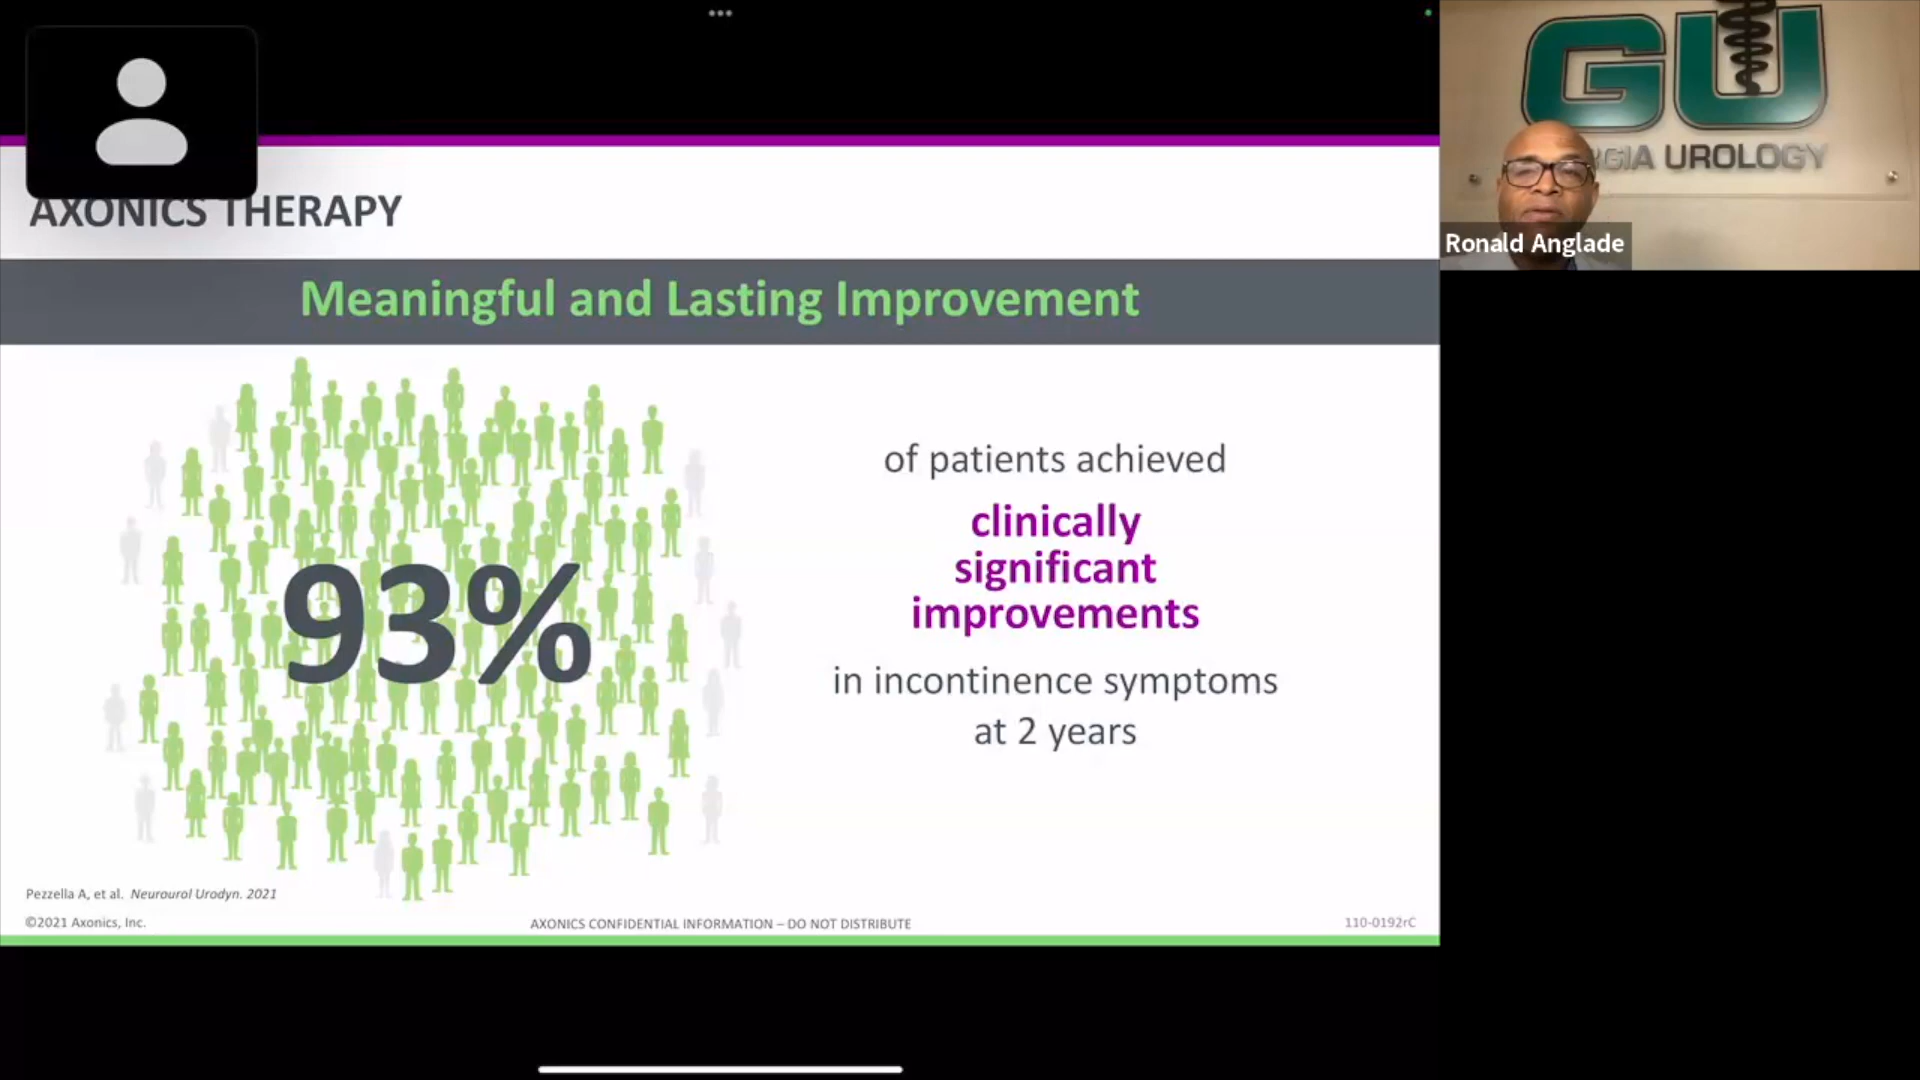 AXONICS THERAPY
Meaningful and Lasting Improvement
93%
of patients achieved
clinically
significant
improvements
in incontinence symptoms
at 2 years
Pezzella A, et al. Neurourol Urodyn. 2021
©2021 Axonics, Inc.
AXONICS CONFIDENTIAL INFORMATION – DO NOT DISTRIBUTE
110-0192rC
GU
UROLOGY
Ronald Anglade